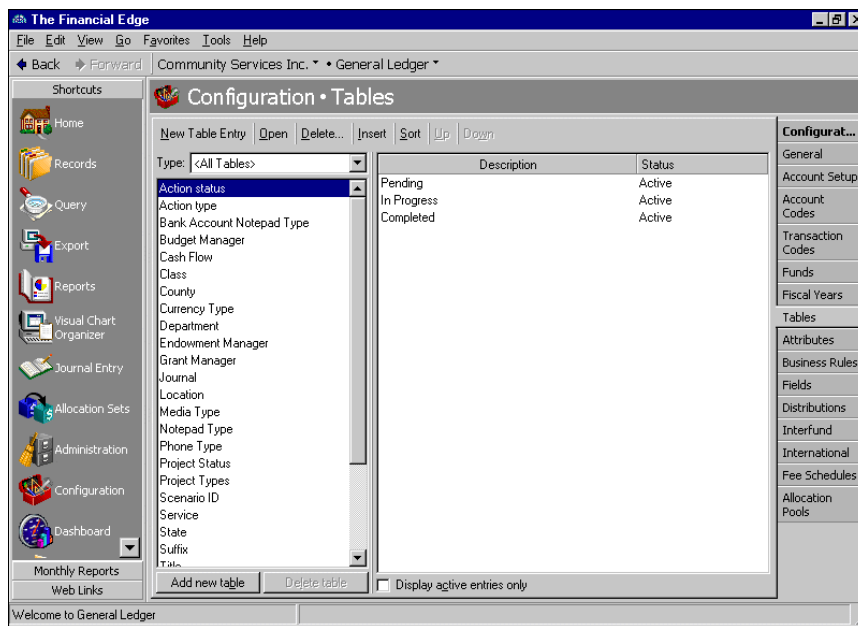 The Financial Edge
File Edit View Go Favorites Tools Help
Back Forward Community Services Inc. • General Ledger
Shortcuts
Home
Records
Query
Export
Reports
Visual Chart
Organizer
Journal Entry
Allocation Sets
Administration
Configuration
Dashboard
Monthly Reports
Web Links
Configuration • Tables
New Table Entry Open Delete... Insert Sort Up Down
Type: <All Tables>
Action status
Action type
Bank Account Notepad Type
Budget Manager
Cash Flow
Class
County
Currency Type
Department
Endowment Manager
Grant Manager
Journal
Location
Media Type
Notepad Type
Phone Type
Project Status
Project Types
Scenario ID
Service
State
Suffix
Title
Add new table Delete table
Description Status
Pending Active
In Progress Active
Completed Active
Display active entries only
Configurat...
General
Account Setup
Account
Codes
Transaction
Codes
Funds
Fiscal Years
Tables
Attributes
Business Rules
Fields
Distributions
Interfund
International
Fee Schedules
Allocation
Pools
Welcome to General Ledger